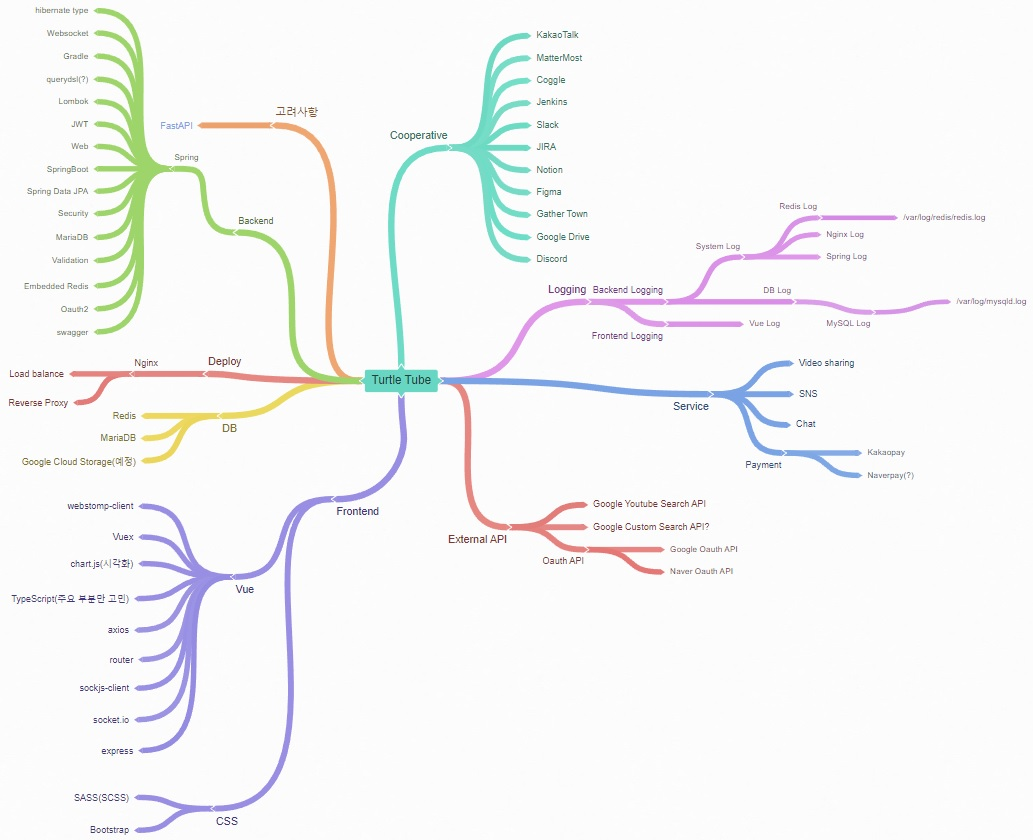 Turtle Tube
고려사항
FastAPI
Backend
Spring
hibernate type
Websocket
Gradle
querydsl(?)
Lombok
JWT
Web
SpringBoot
Spring Data JPA
Security
MariaDB
Validation
Embedded Redis
Oauth2
swagger
Deploy
Nginx
Load balance
Reverse Proxy
DB
Redis
MariaDB
Google Cloud Storage(예정)
Frontend
Vue
webstomp-client
Vuex
chart.js(시각화)
TypeScript(주요 부분만 고민)
axios
router
sockjs-client
socket.io
express
CSS
SASS(SCSS)
Bootstrap
Cooperative
KakaoTalk
MatterMost
Coggle
Jenkins
Slack
JIRA
Notion
Figma
Gather Town
Google Drive
Discord
Logging
Backend Logging
System Log
Redis Log
/var/log/redis/redis.log
Nginx Log
Spring Log
DB Log
MySQL Log
/var/log/mysqld.log
Frontend Logging
Vue Log
Service
Video sharing
SNS
Chat
Payment
Kakaopay
Naverpay(?)
External API
Google Youtube Search API
Google Custom Search API?
Oauth API
Google Oauth API
Naver Oauth API